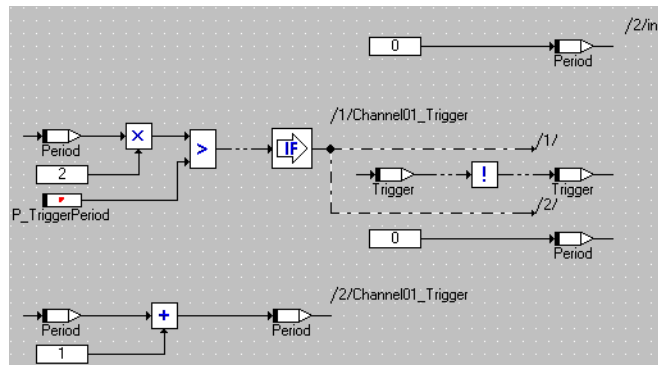 /2/in
0
Period
/1/Channel01_Trigger
Period
×
>
IF
/1/
2
Trigger
!
Trigger
P_TriggerPeriod
/2/
0
Period
/2/Channel01_Trigger
Period
+
Period
1